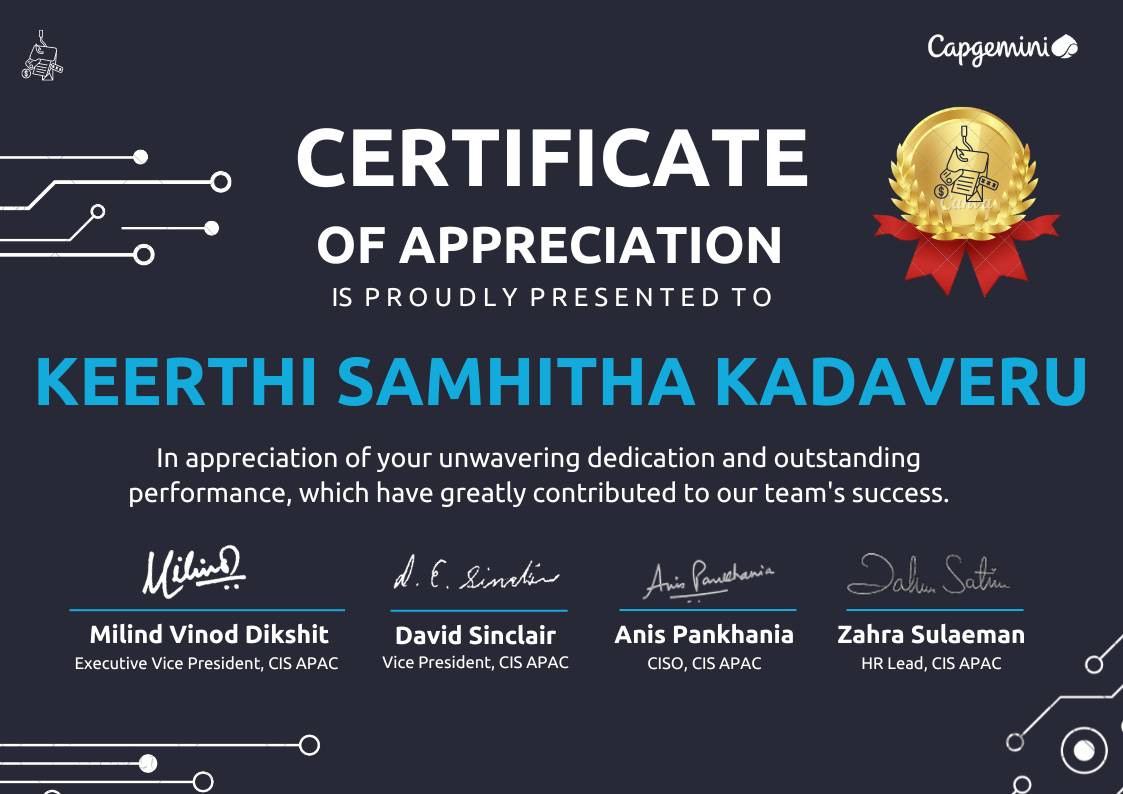 Capgemini
CERTIFICATE
OF APPRECIATION
IS PROUDLY PRESENTED TO
Canva
KEERTHI SAMHITHA KADAVERU
In appreciation of your unwavering dedication and outstanding
performance, which have greatly contributed to our team's success.
Milind
D. E. Sinclair
Anis Pankhania
Milind Vinod Dikshit
David Sinclair
Anis Pankhania
Zahra Sulaeman
Executive Vice President, CIS APAC
Vice President, CIS APAC
CISO, CIS APAC
HR Lead, CIS APAC